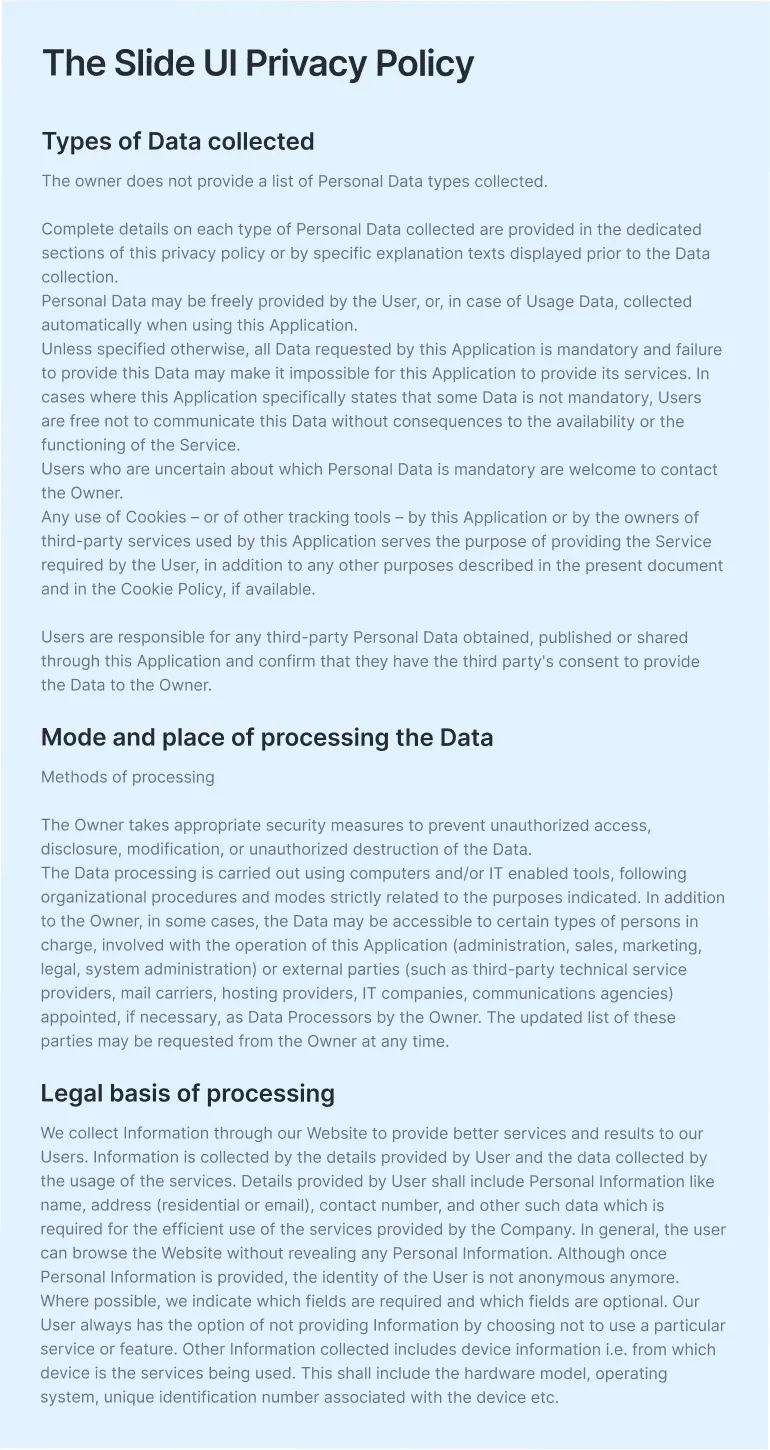 The Slide UI Privacy Policy
Types of Data collected
The owner does not provide a list of Personal Data types collected.
Complete details on each type of Personal Data collected are provided in the dedicated
sections of this privacy policy or by specific explanation texts displayed prior to the Data
collection.
Personal Data may be freely provided by the User, or, in case of Usage Data, collected
automatically when using this Application.
Unless specified otherwise, all Data requested by this Application is mandatory and failure
to provide this Data may make it impossible for this Application to provide its services. In
cases where this Application specifically states that some Data is not mandatory, Users
are free not to communicate this Data without consequences to the availability or the
functioning of the Service.
Users who are uncertain about which Personal Data is mandatory are welcome to contact
the Owner.
Any use of Cookies – or of other tracking tools – by this Application or by the owners of
third-party services used by this Application serves the purpose of providing the Service
required by the User, in addition to any other purposes described in the present document
and in the Cookie Policy, if available.
Users are responsible for any third-party Personal Data obtained, published or shared
through this Application and confirm that they have the third party's consent to provide
the Data to the Owner.
Mode and place of processing the Data
Methods of processing
The Owner takes appropriate security measures to prevent unauthorized access,
disclosure, modification, or unauthorized destruction of the Data.
The Data processing is carried out using computers and/or IT enabled tools, following
organizational procedures and modes strictly related to the purposes indicated. In addition
to the Owner, in some cases, the Data may be accessible to certain types of persons in
charge, involved with the operation of this Application (administration, sales, marketing,
legal, system administration) or external parties (such as third-party technical service
providers, mail carriers, hosting providers, IT companies, communications agencies)
appointed, if necessary, as Data Processors by the Owner. The updated list of these
parties may be requested from the Owner at any time.
Legal basis of processing
We collect Information through our Website to provide better services and results to our
Users. Information is collected by the details provided by User and the data collected by
the usage of the services. Details provided by User shall include Personal Information like
name, address (residential or email), contact number, and other such data which is
required for the efficient use of the services provided by the Company. In general, the user
can browse the Website without revealing any Personal Information. Although once
Personal Information is provided, the identity of the User is not anonymous anymore.
Where possible, we indicate which fields are required and which fields are optional. Our
User always has the option of not providing Information by choosing not to use a particular
service or feature. Other Information collected includes device information i.e. from which
device is the services being used. This shall include the hardware model, operating
system, unique identification number associated with the device etc.